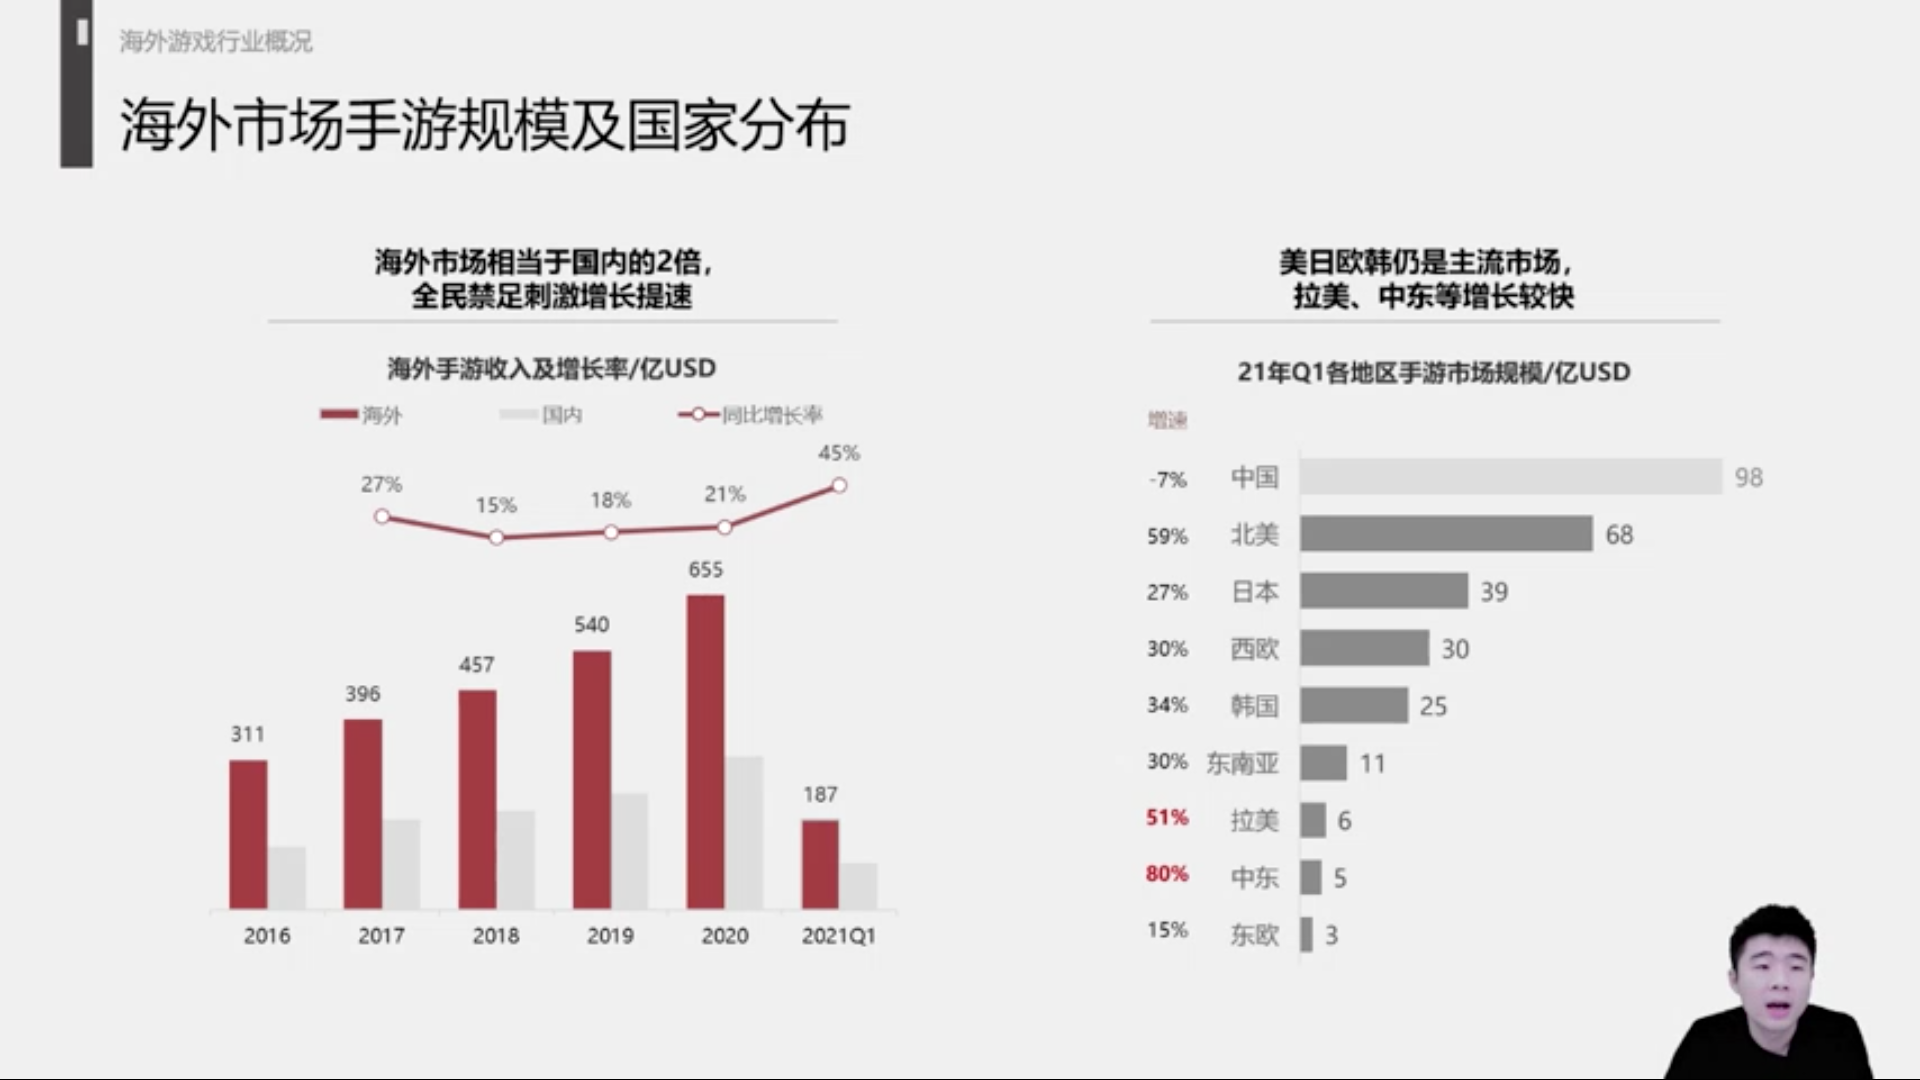 海外游戏行业概况
海外市场手游规模及国家分布
海外市场相当于国内的2倍，
全民禁足刺激增长提速
海外手游收入及增长率/亿USD
海外 国内 同比增长率
27% 15% 18% 21% 45%
311 396 457 540 655 187
2016 2017 2018 2019 2020 2021Q1
美日欧韩仍是主流市场，
拉美、中东等增长较快
21年Q1各地区手游市场规模/亿USD
增速
-7% 中国 98
59% 北美 68
27% 日本 39
30% 西欧 30
34% 韩国 25
30% 东南亚 11
51% 拉美 6
80% 中东 5
15% 东欧 3